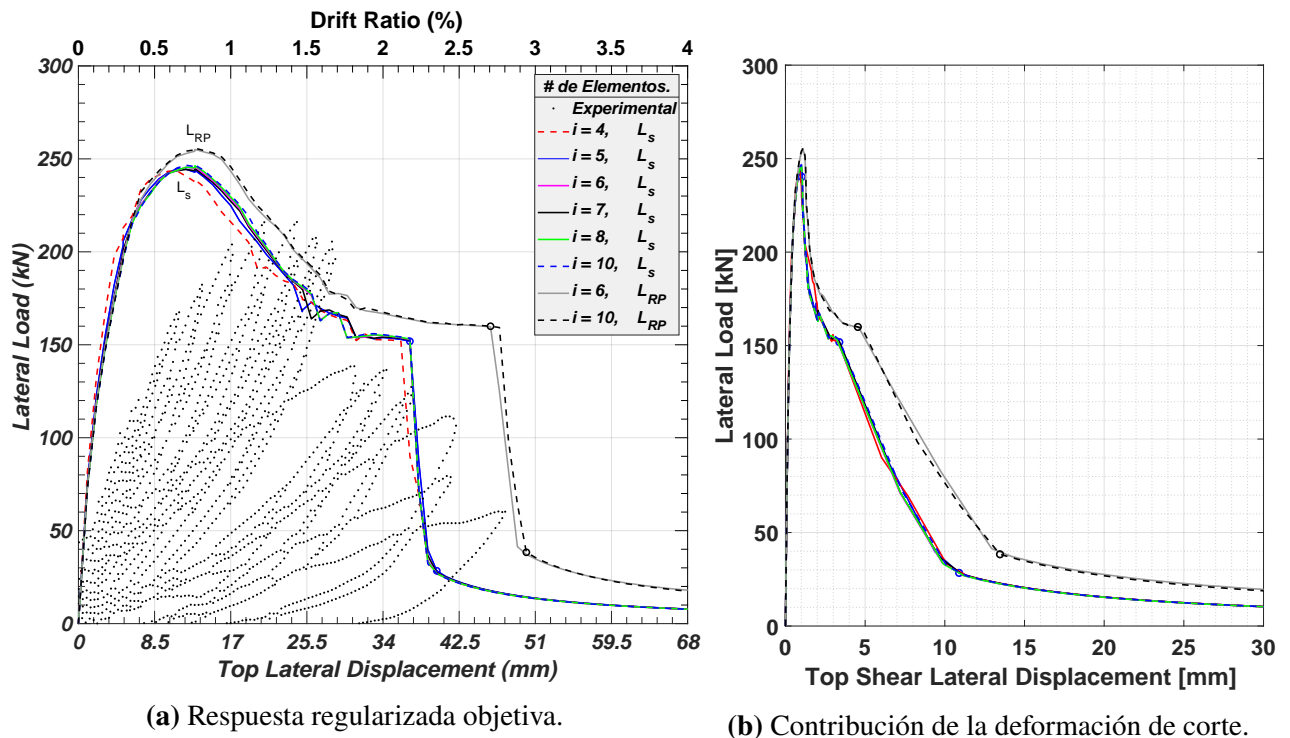 Drift Ratio (%)
0 0.5 1 1.5 2 2.5 3 3.5 4
300
250
200
150
100
50
0
Lateral Load (kN)
L_RP
L_s
# de Elementos.
Experimental
i = 4, L_s
i = 5, L_s
i = 6, L_s
i = 7, L_s
i = 8, L_s
i = 10, L_s
i = 6, L_RP
i = 10, L_RP
0 8.5 17 25.5 34 42.5 51 59.5 68
Top Lateral Displacement (mm)
(a) Respuesta regularizada objetiva.
300
250
200
150
100
50
0
Lateral Load [kN]
0 5 10 15 20 25 30
Top Shear Lateral Displacement [mm]
(b) Contribución de la deformación de corte.